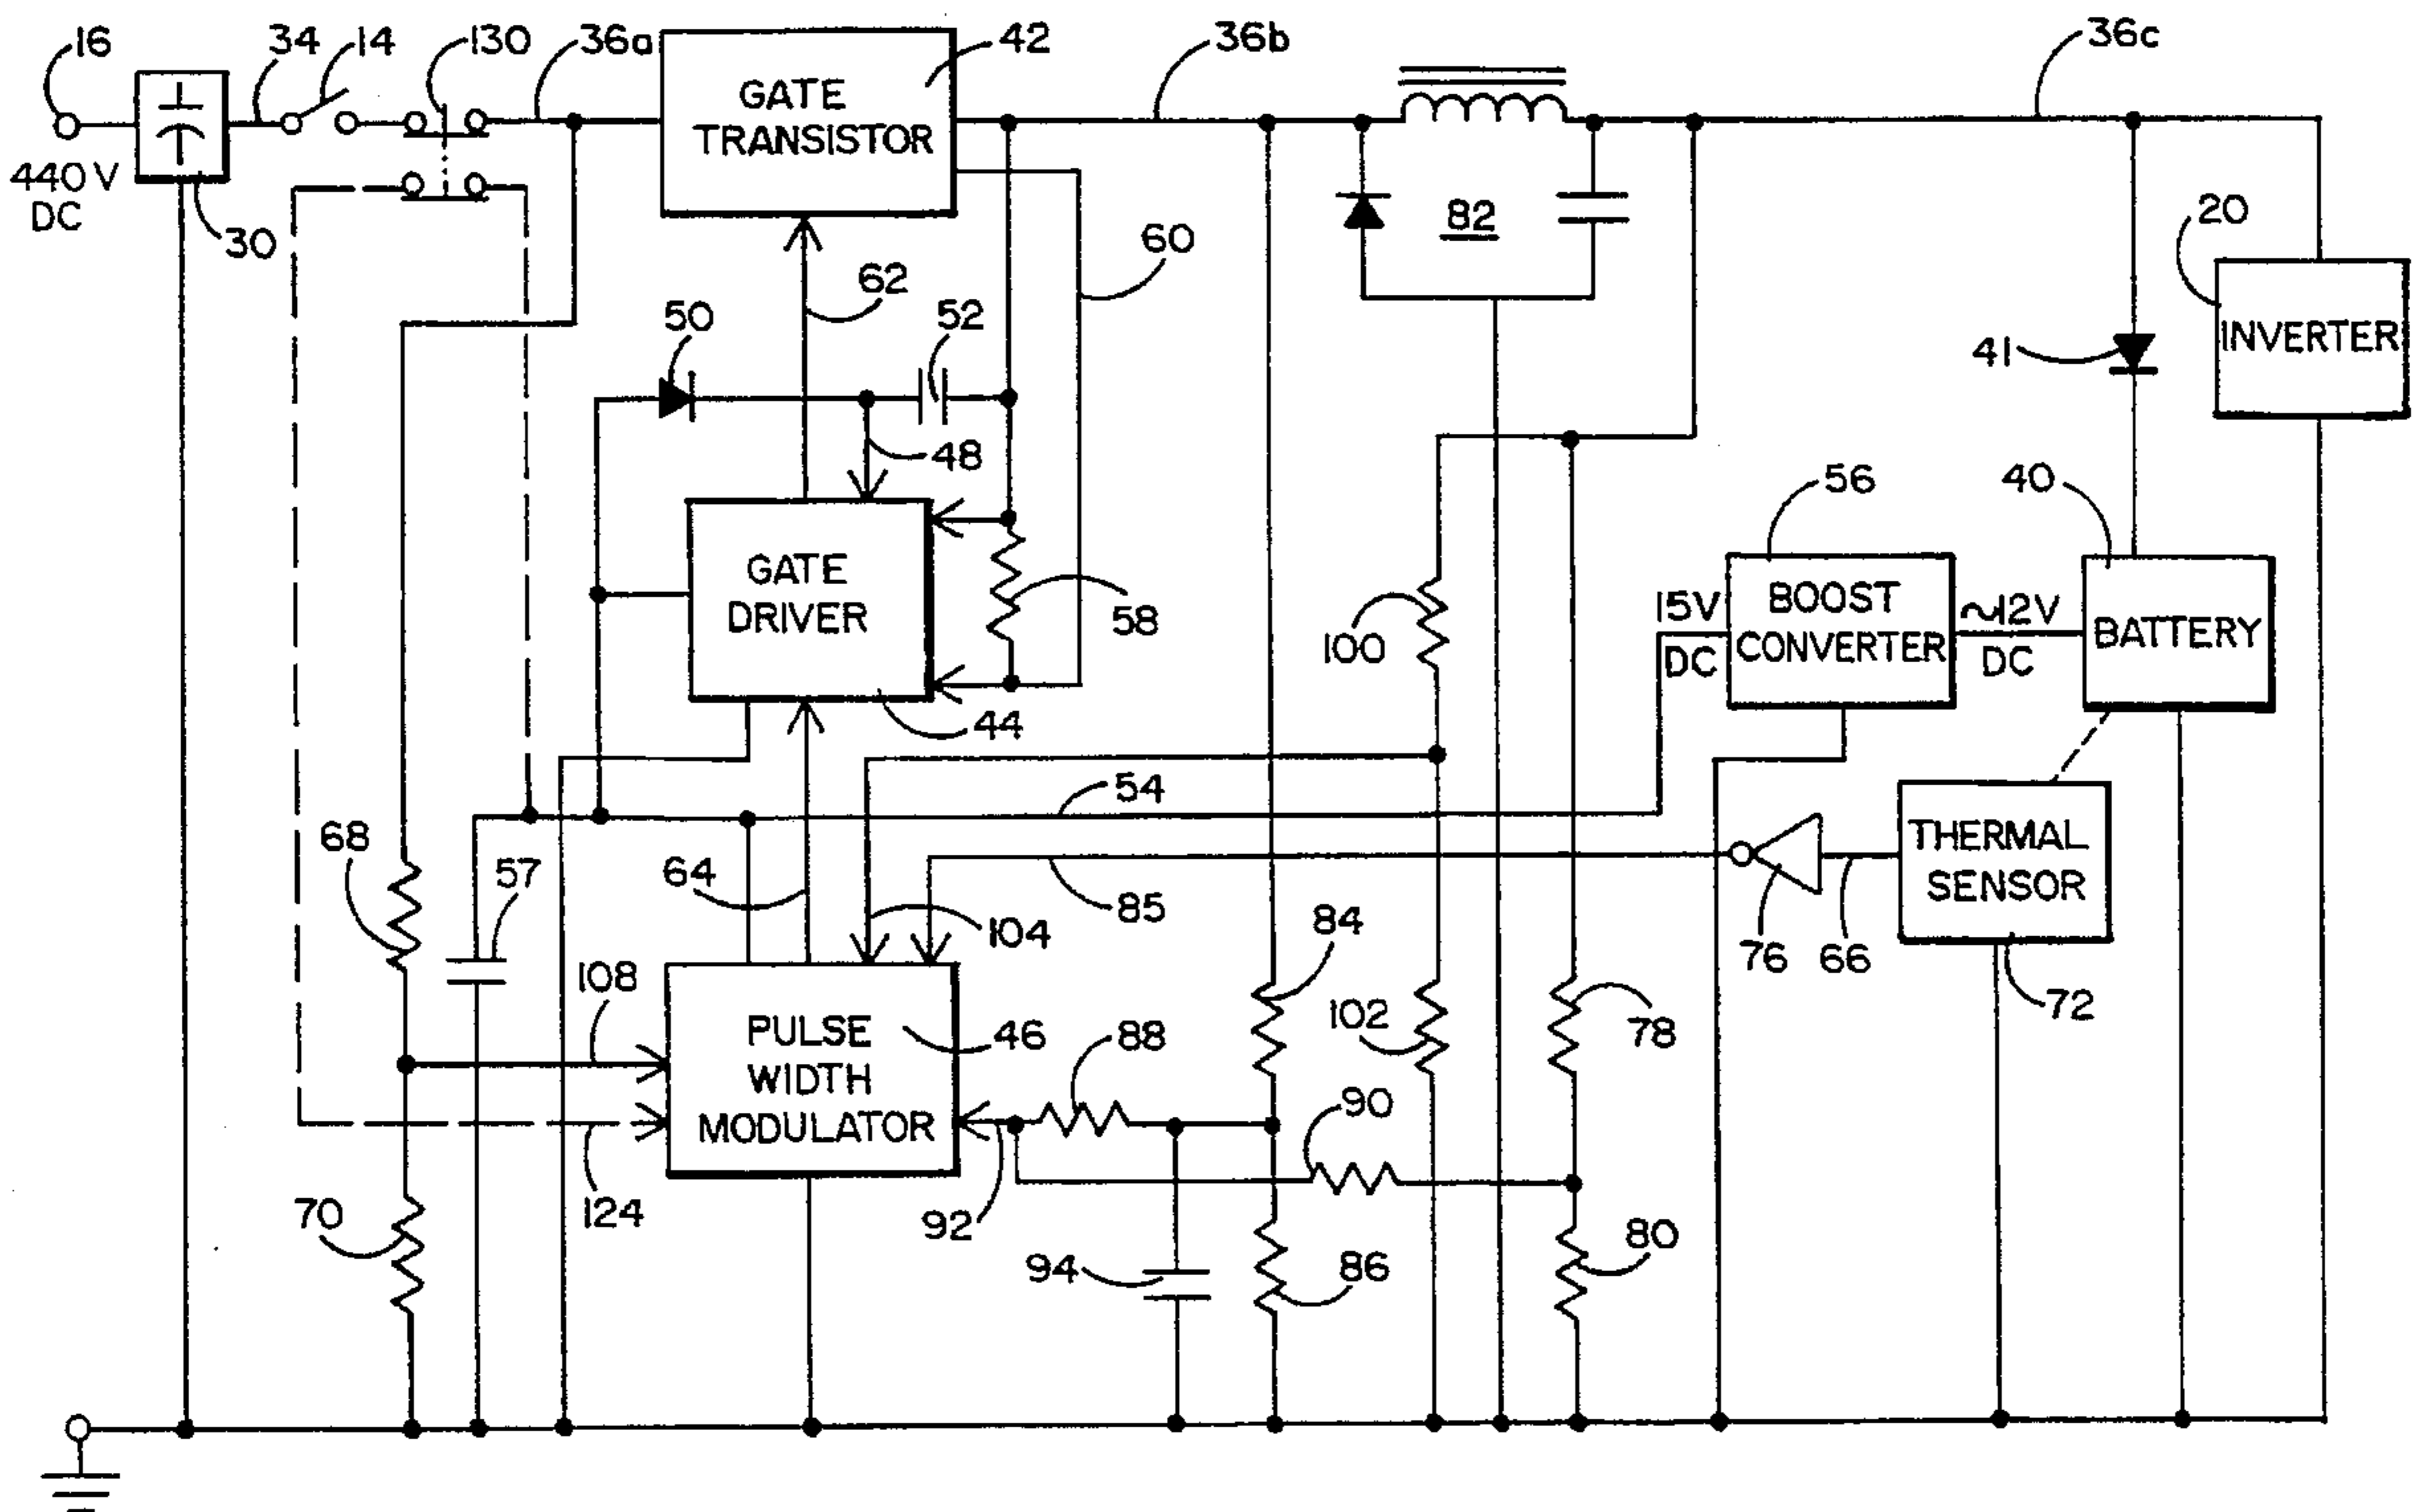 16
34
14
130
36a
42
36b
36c
GATE
TRANSISTOR
440 V
DC
30
82
20
60
62
50
52
INVERTER
41
48
56
40
GATE
DRIVER
58
100
15V
DC
BOOST
CONVERTER
~12V
DC
BATTERY
44
54
68
57
64
104
85
84
THERMAL
SENSOR
76
66
72
108
PULSE
WIDTH
MODULATOR
46
88
102
78
90
70
124
92
94
86
80